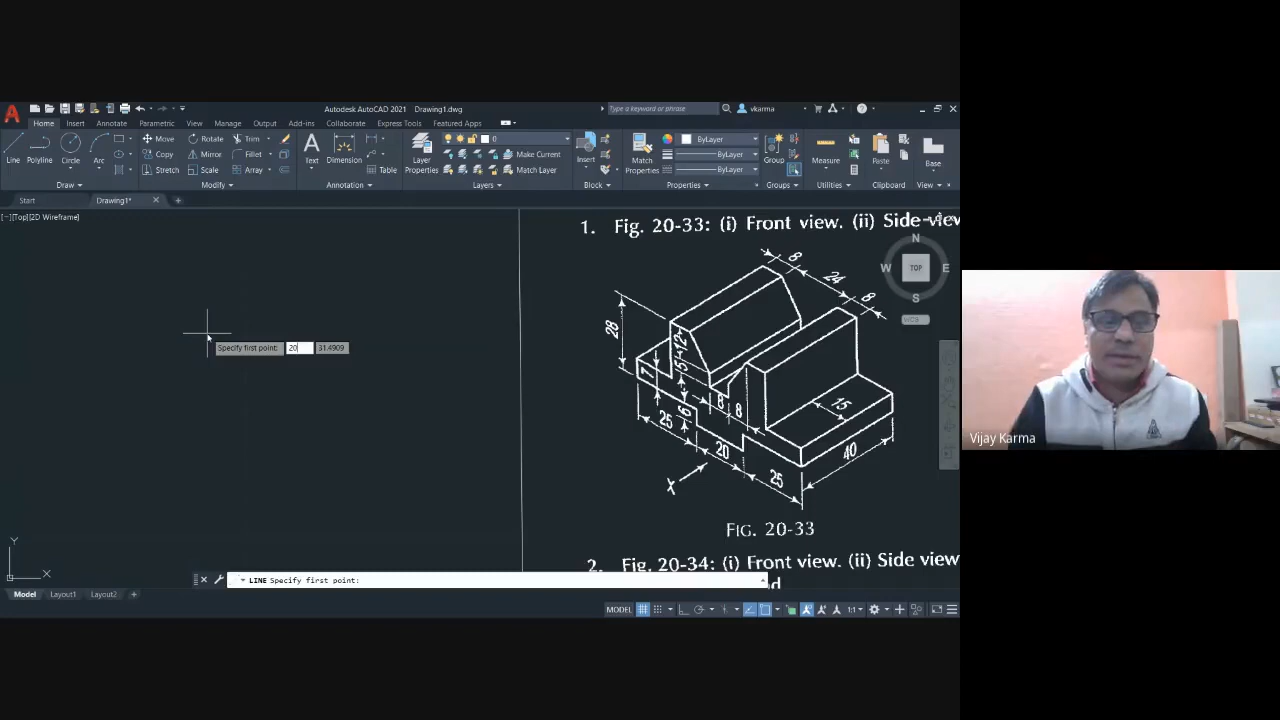 Autodesk AutoCAD 2021 Drawing1.dwg
Type a keyword or phrase
vkarma
Home Insert Annotate Parametric View Manage Output Add-ins Collaborate Express Tools Featured Apps
Line Polyline Circle Arc
Move Rotate Trim
Copy Mirror Fillet
Stretch Scale Array
Text Dimension Table
Layer Properties
0
Make Current
Match Layer
Insert
Match Properties
ByLayer
ByLayer
ByLayer
Group
Measure
Paste
Base
Draw Modify Annotation Layers Block Properties Groups Utilities Clipboard View
Start Drawing1*
[−][Top][2D Wireframe]
1. Fig. 20-33: (i) Front view. (ii) Side view
N
W TOP E
S
WCS
8
24
8
28
12
5
7
8
8
15
6
25
20
25
40
X
Specify first point: 20 31.4909
FIG. 20-33
2. Fig. 20-34: (i) Front view. (ii) Side view
Y
X
LINE Specify first point:
Model Layout1 Layout2
MODEL 1:1
Vijay Karma